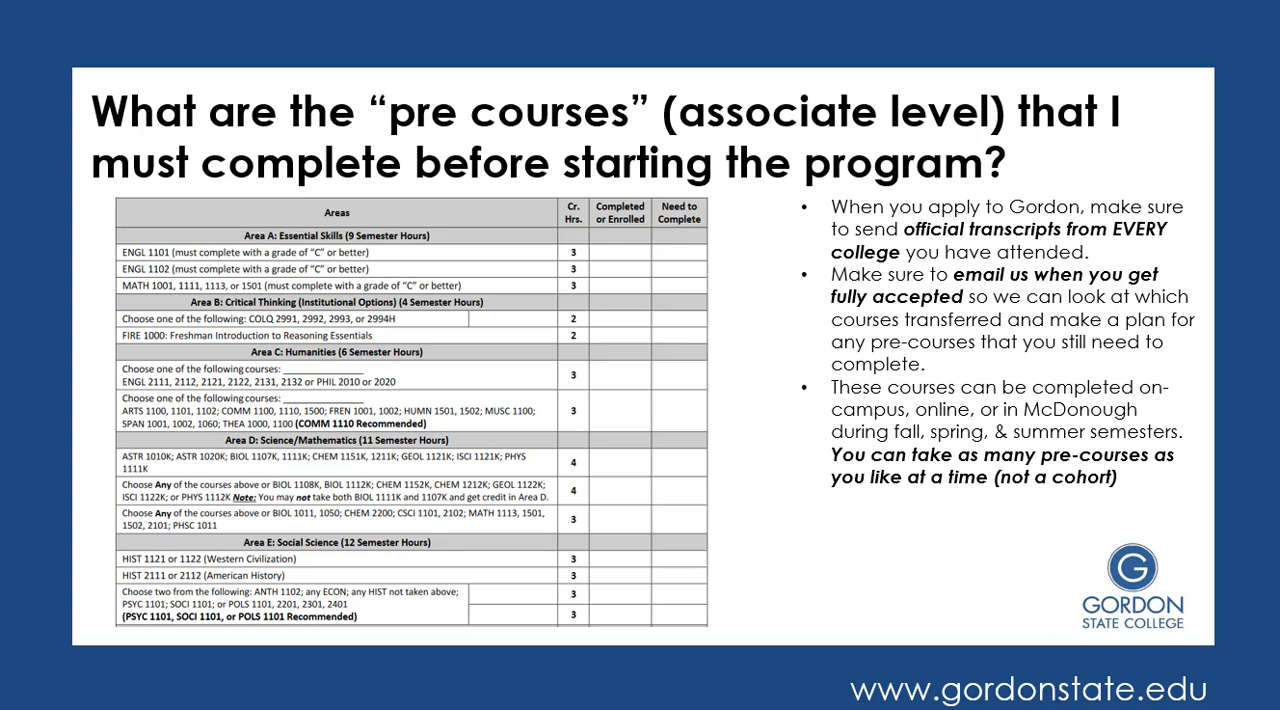 What are the “pre courses” (associate level) that I
must complete before starting the program?
Areas Cr. Hrs. Completed or Enrolled Need to Complete
Area A: Essential Skills (9 Semester Hours)
ENGL 1101 (must complete with a grade of “C” or better) 3
ENGL 1102 (must complete with a grade of “C” or better) 3
MATH 1001, 1111, 1113, or 1501 (must complete with a grade of “C” or better) 3
Area B: Critical Thinking (Institutional Options) (4 Semester Hours)
Choose one of the following: COLQ 2991, 2992, 2993, or 2994H 2
FIRE 1000: Freshman Introduction to Reasoning Essentials 2
Area C: Humanities (6 Semester Hours)
Choose one of the following courses: ________________
ENGL 2111, 2112, 2121, 2122, 2131, 2132 or PHIL 2010 or 2020 3
Choose one of the following courses: ________________
ARTS 1100, 1101, 1102; COMM 1100, 1110, 1500; FREN 1001, 1002; HUMN 1501, 1502; MUSC 1100; 3
SPAN 1001, 1002, 1060; THEA 1000, 1100 (COMM 1110 Recommended)
Area D: Science/Mathematics (11 Semester Hours)
ASTR 1010K; ASTR 1020K; BIOL 1107K, 1111K; CHEM 1151K, 1211K; GEOL 1121K; ISCI 1121K; PHYS 4
1111K
Choose Any of the courses above or BIOL 1108K, BIOL 1112K; CHEM 1152K, CHEM 1212K; GEOL 1122K; 4
ISCI 1122K; or PHYS 1112K Note: You may not take both BIOL 1111K and 1107K and get credit in Area D.
Choose Any of the courses above or BIOL 1011, 1050; CHEM 2200; CSCI 1101, 2102; MATH 1113, 1501, 3
1502, 2101; PHSC 1011
Area E: Social Science (12 Semester Hours)
HIST 1121 or 1122 (Western Civilization) 3
HIST 2111 or 2112 (American History) 3
Choose two from the following: ANTH 1102; any ECON; any HIST not taken above; 3
PSYC 1101; SOCI 1101; or POLS 1101, 2201, 2301, 2401
(PSYC 1101, SOCI 1101, or POLS 1101 Recommended) 3
• When you apply to Gordon, make sure
to send official transcripts from EVERY
college you have attended.
• Make sure to email us when you get
fully accepted so we can look at which
courses transferred and make a plan for
any pre-courses that you still need to
complete.
• These courses can be completed on-
campus, online, or in McDonough
during fall, spring, & summer semesters.
You can take as many pre-courses as
you like at a time (not a cohort)
G
GORDON
STATE COLLEGE
www.gordonstate.edu